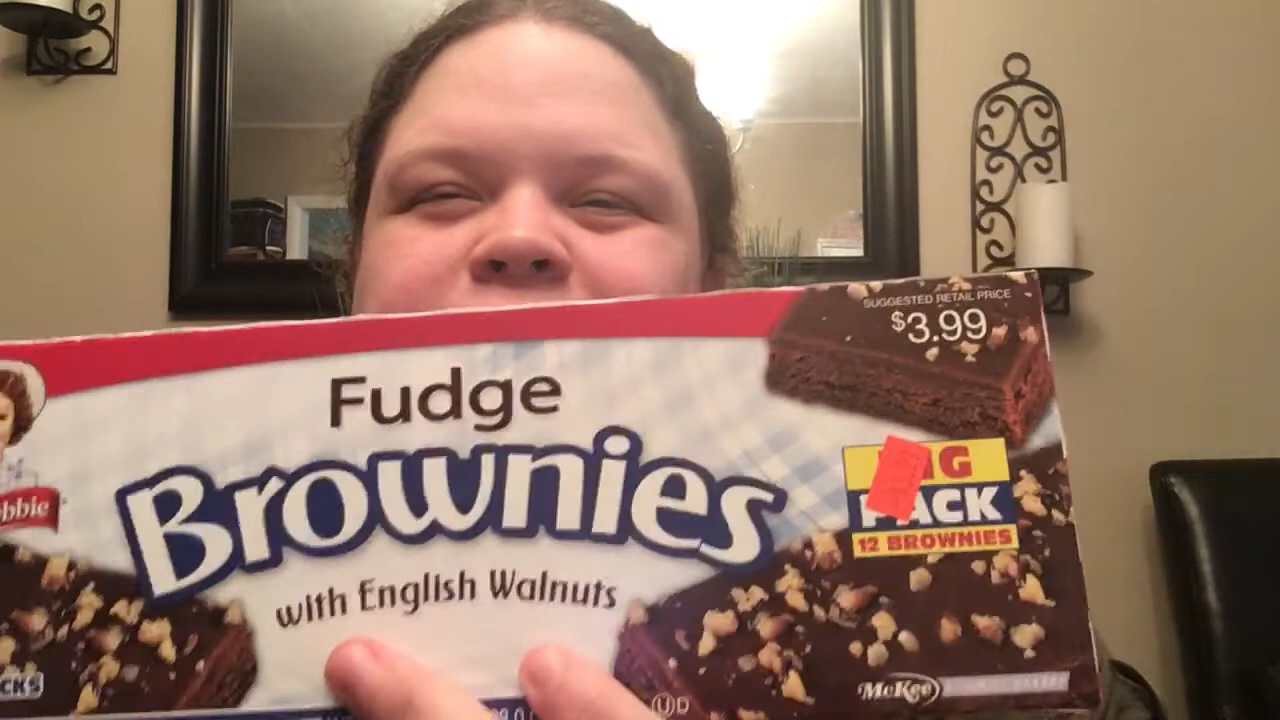 SUGGESTED RETAIL PRICE
$3.99
Fudge
Brownies
with English Walnuts
PACK
12 BROWNIES
McKee
U D